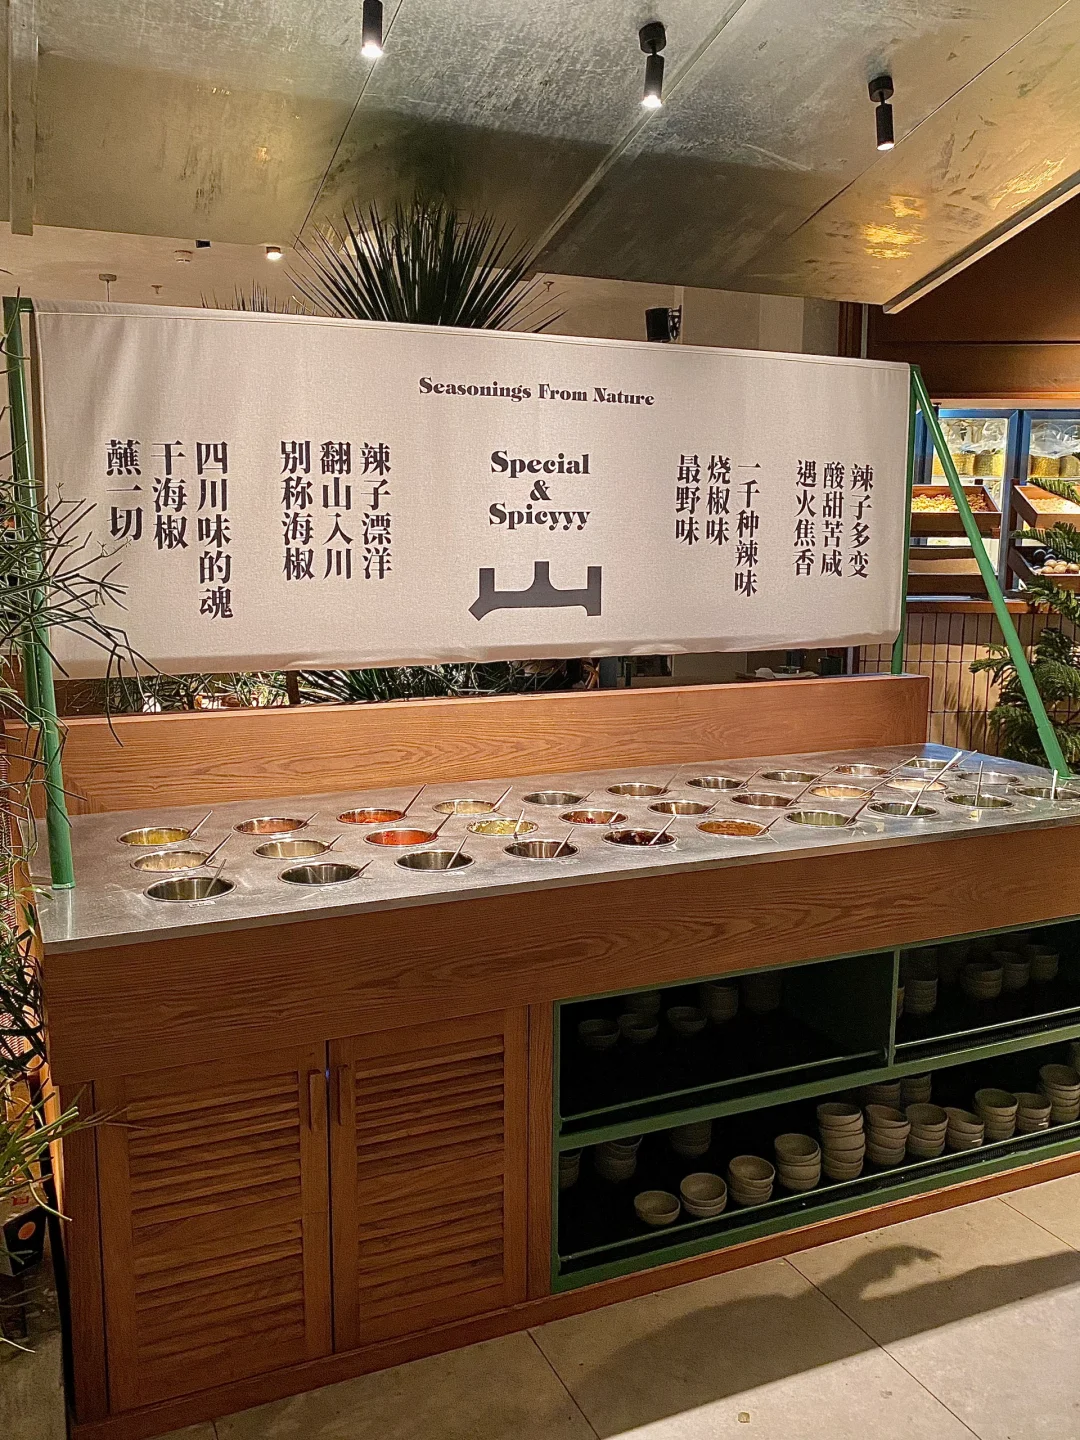 Seasonings From Nature
Special
&
Spicyyy
山
辣子多变
酸甜苦咸
遇火焦香
一千种辣味
烧椒味
最野味
辣子漂洋
翻山入川
别称海椒
四川味的魂
干海椒
蘸一切